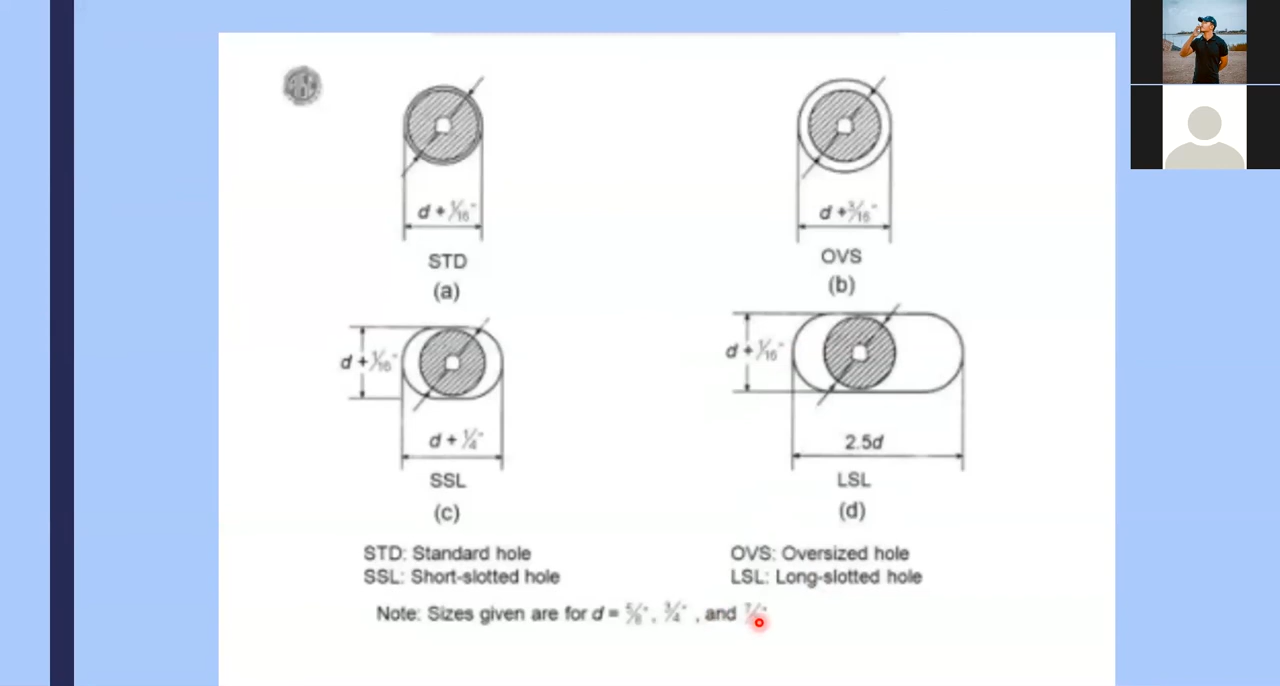 d + 1/16"
d + 3/16"
STD
OVS
(a)
(b)
d + 1/16"
d + 1/16"
d + 1/4"
2.5d
SSL
LSL
(c)
(d)
STD: Standard hole
OVS: Oversized hole
SSL: Short-slotted hole
LSL: Long-slotted hole
Note: Sizes given are for d = 5/8", 3/4", and